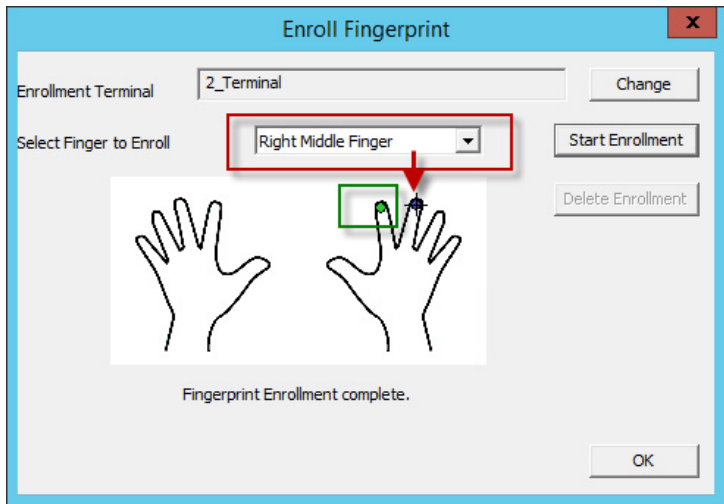 Enroll Fingerprint
x
Enrollment Terminal 2_Terminal Change
Select Finger to Enroll Right Middle Finger Start Enrollment
Delete Enrollment
Fingerprint Enrollment complete.
OK